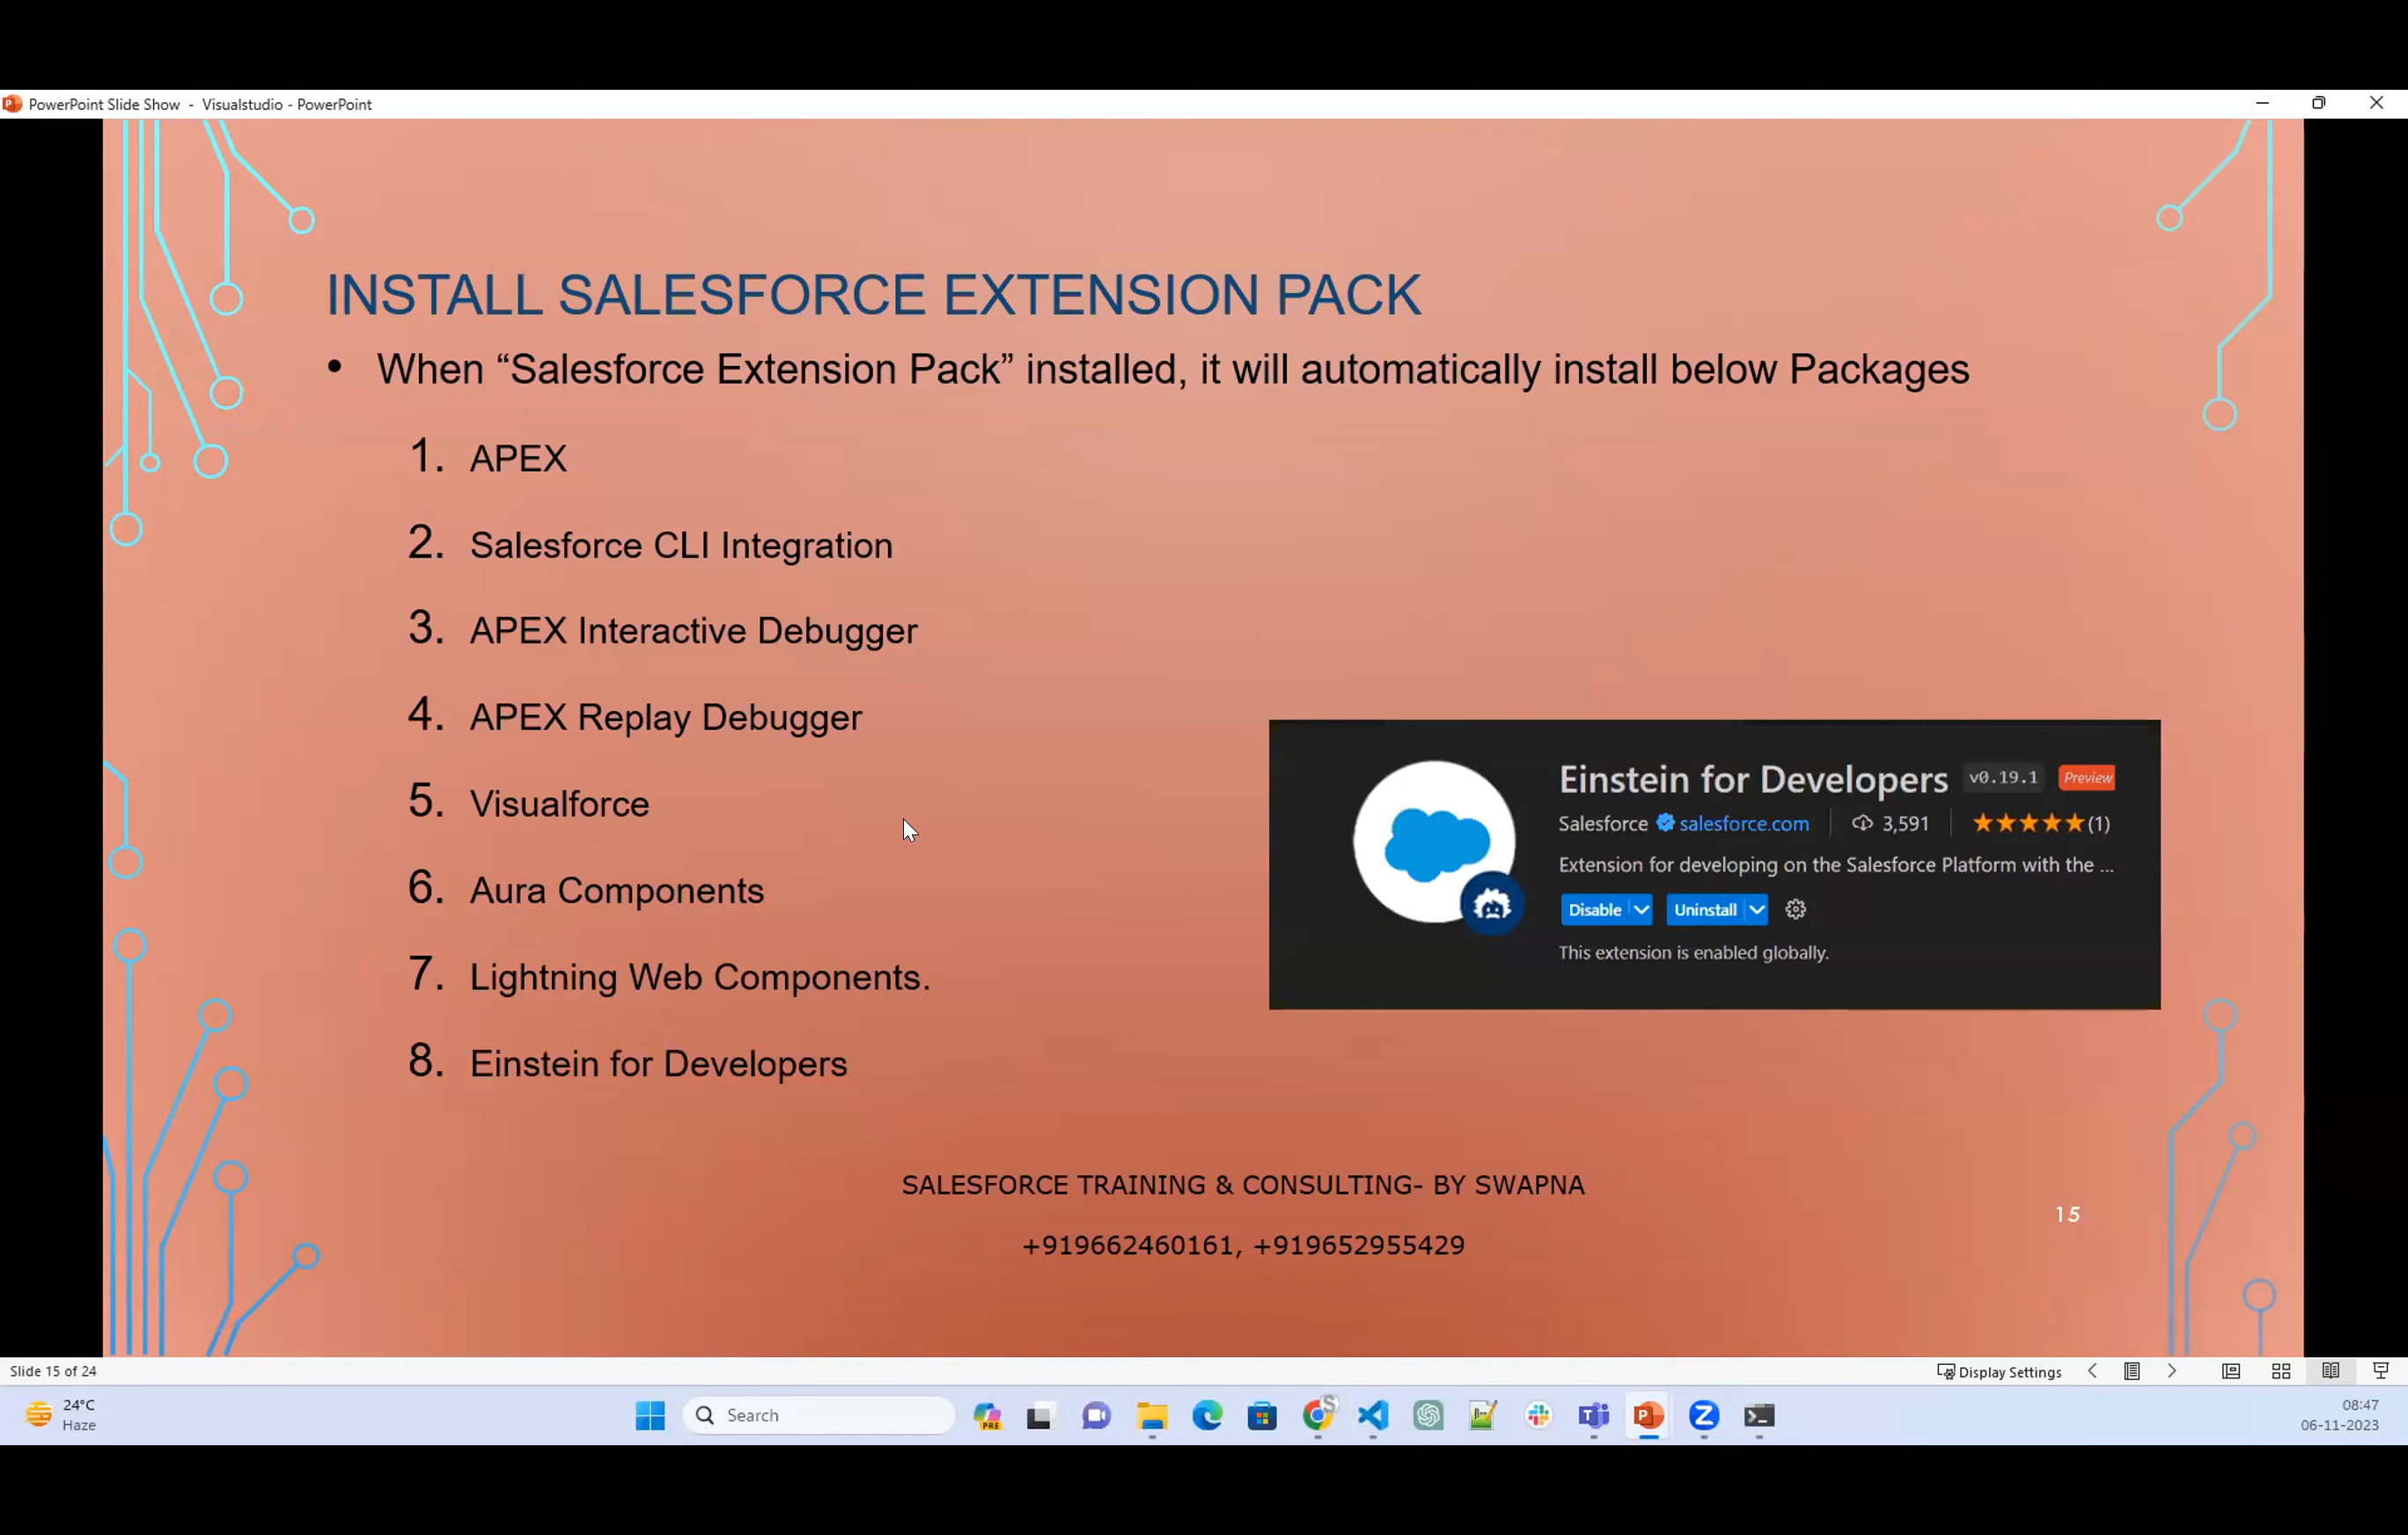 PowerPoint Slide Show - Visualstudio - PowerPoint
INSTALL SALESFORCE EXTENSION PACK
• When “Salesforce Extension Pack” installed, it will automatically install below Packages
1. APEX
2. Salesforce CLI Integration
3. APEX Interactive Debugger
4. APEX Replay Debugger
5. Visualforce
6. Aura Components
7. Lightning Web Components.
8. Einstein for Developers
Einstein for Developers v0.19.1 Preview
Salesforce salesforce.com 3,591 ★★★★★(1)
Extension for developing on the Salesforce Platform with the ...
Disable Uninstall
This extension is enabled globally.
SALESFORCE TRAINING & CONSULTING- BY SWAPNA
+919662460161, +919652955429
15
Slide 15 of 24
Display Settings
24°C
Haze
Search
PRE
08:47
06-11-2023